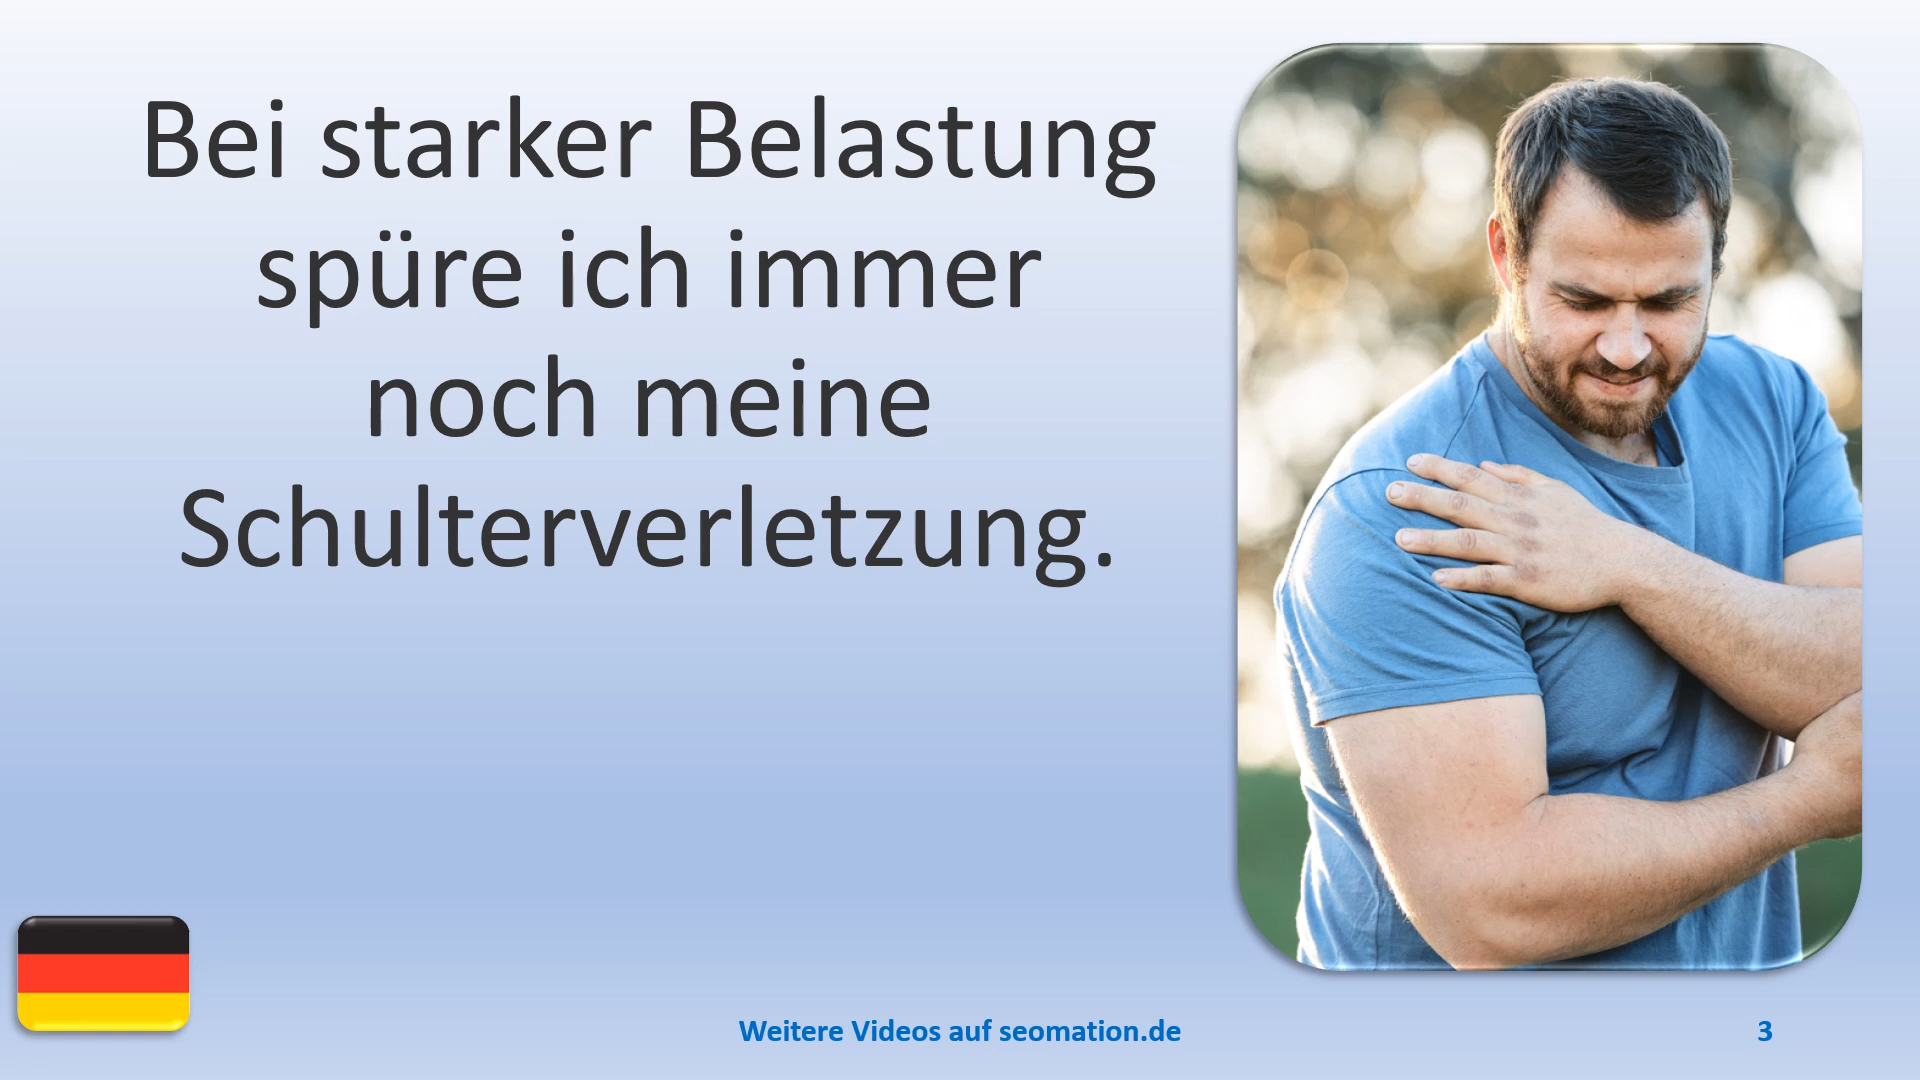 Bei starker Belastung
spüre ich immer
noch meine
Schulterverletzung.
Weitere Videos auf seomation.de
3